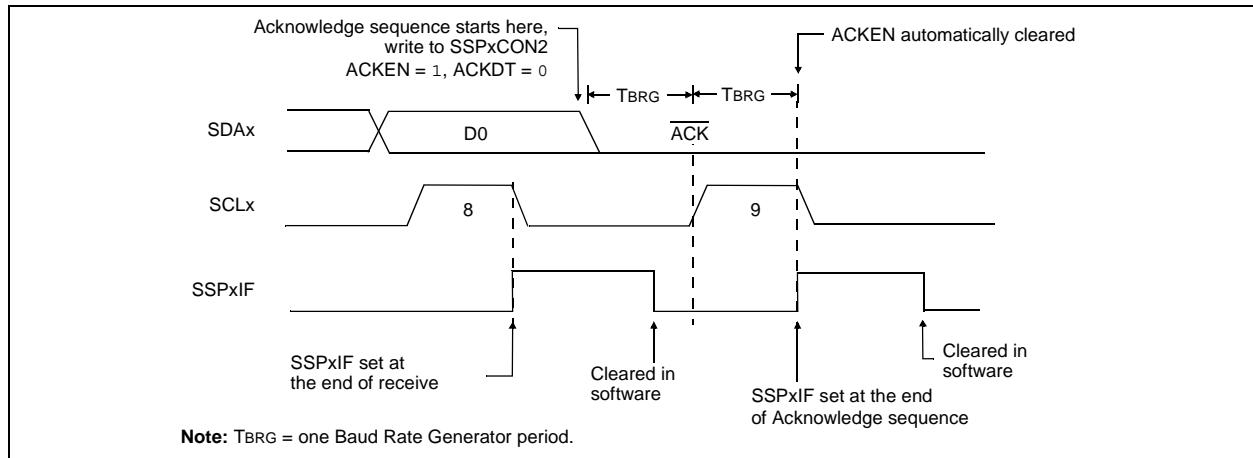 Acknowledge sequence starts here,
write to SSPxCON2
ACKEN = 1, ACKDT = 0
ACKEN automatically cleared
TBRG
TBRG
SDAx
D0
ACK
SCLx
8
9
SSPxIF
SSPxIF set at
the end of receive
Cleared in
software
SSPxIF set at the end
of Acknowledge sequence
Cleared in
software
Note: TBRG = one Baud Rate Generator period.